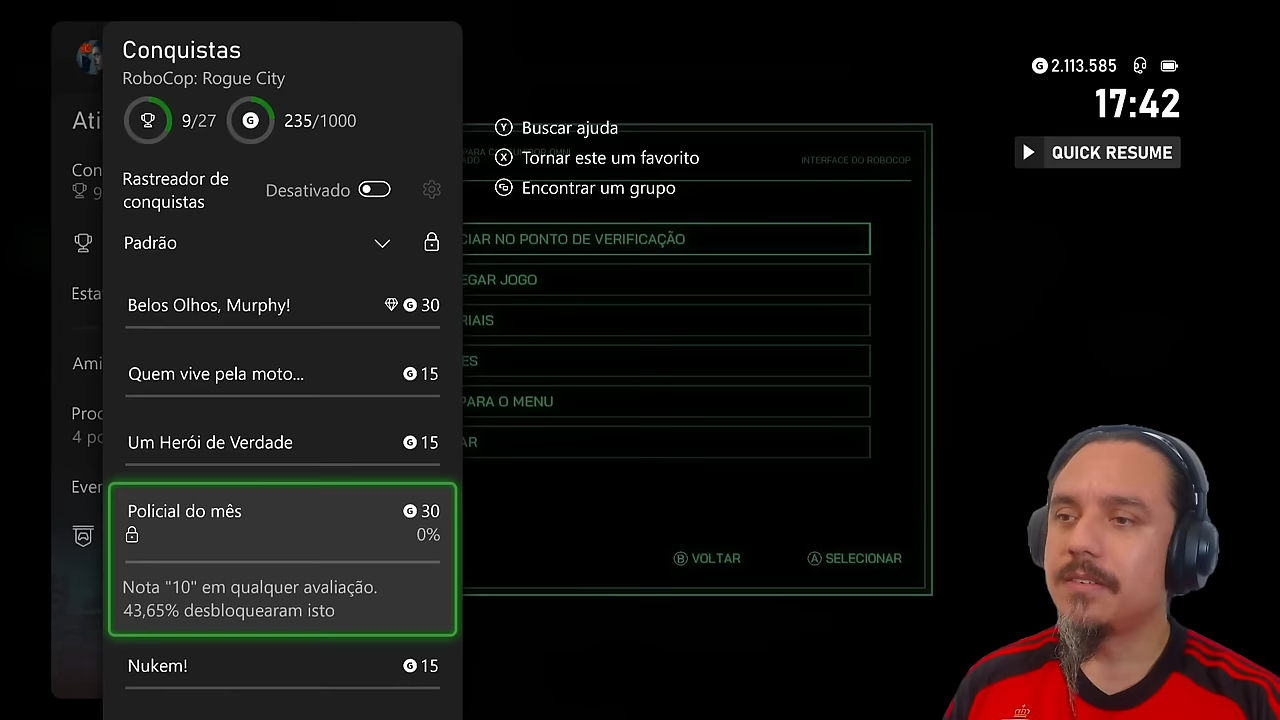 Conquistas
RoboCop: Rogue City
9/27
G
235/1000
Rastreador de
conquistas
Desativado
Padrão
Belos Olhos, Murphy!
G 30
Quem vive pela moto...
G 15
Um Herói de Verdade
G 15
Policial do mês
G 30
0%
Nota "10" em qualquer avaliação.
43,65% desbloquearam isto
Nukem!
G 15
Ati
Con
9
Esta
Ami
Proc
4 po
Ever
Y Buscar ajuda
X Tornar este um favorito
Encontrar um grupo
INTERFACE DO ROBOCOP
CIAR NO PONTO DE VERIFICAÇÃO
EGAR JOGO
RIAIS
ES
PARA O MENU
AR
B VOLTAR
A SELECIONAR
G 2.113.585
17:42
QUICK RESUME